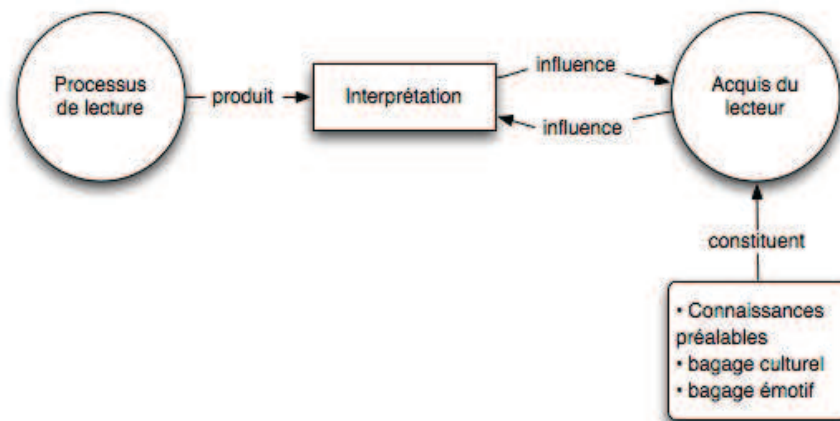 Processus
de lecture
produit
Interprétation
influence
influence
Acquis du
lecteur
constituent
• Connaissances
préalables
• bagage culturel
• bagage émotif